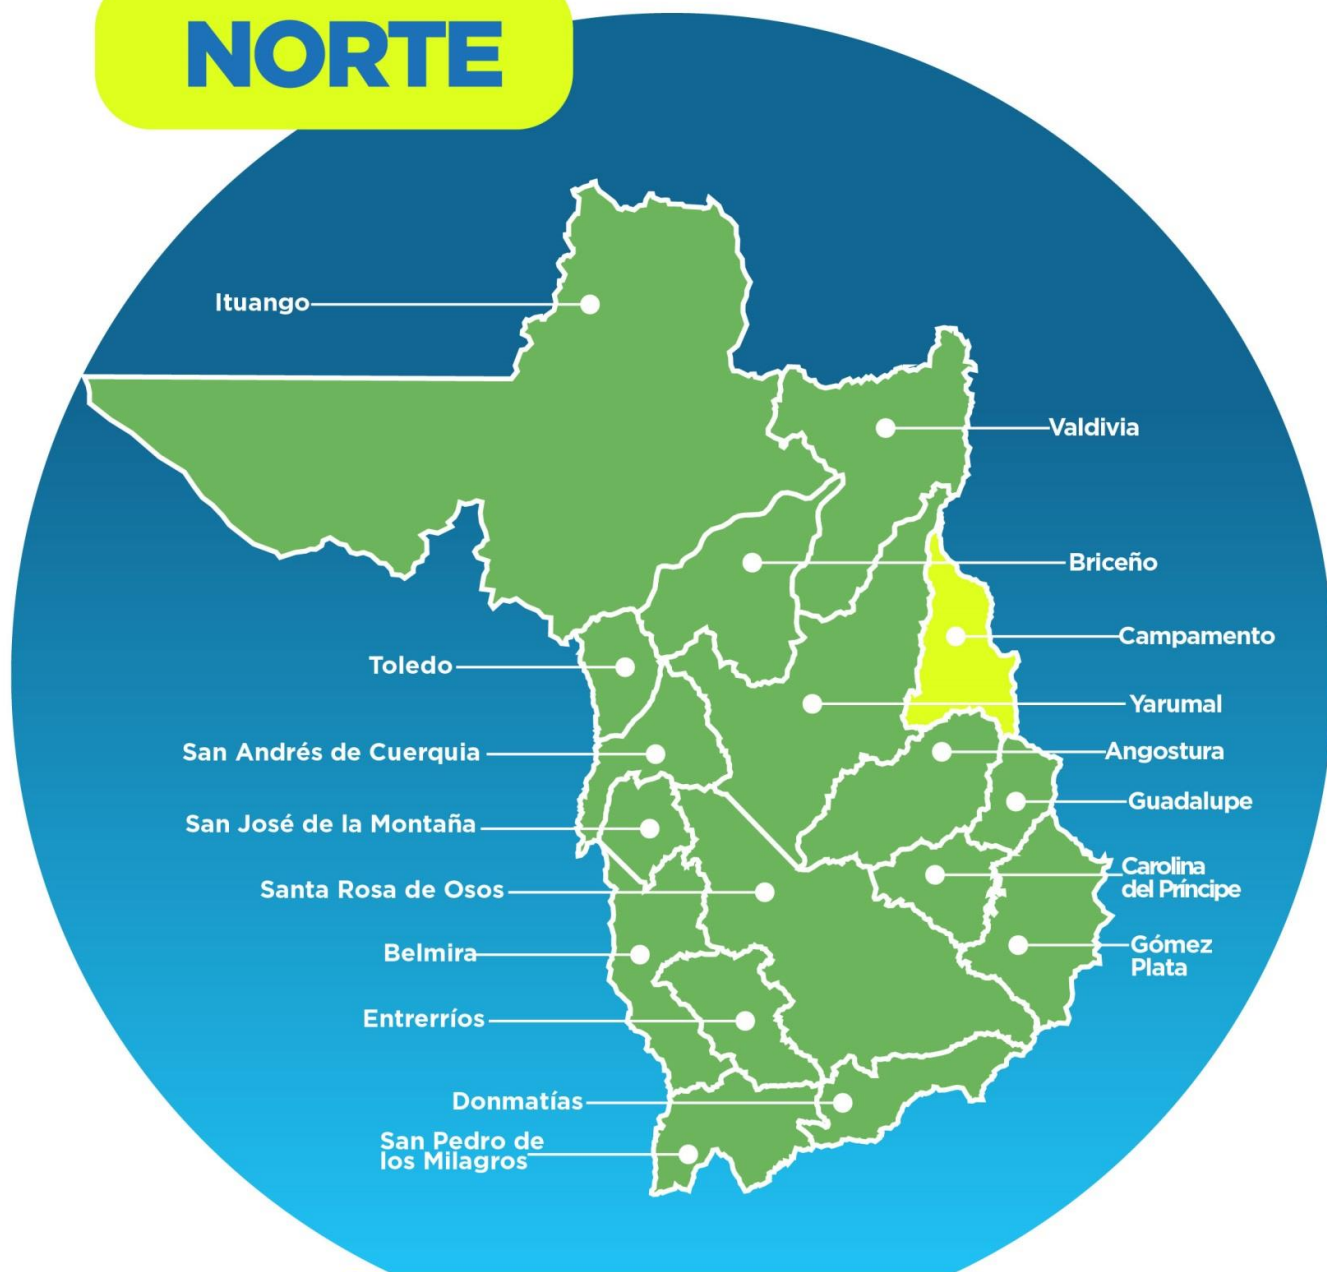 NORTE
Ituango
Valdivia
Briceño
Campamento
Toledo
Yarumal
San Andrés de Cuerquia
Angostura
Guadalupe
San José de la Montaña
Carolina
del Príncipe
Santa Rosa de Osos
Belmira
Gómez
Plata
Entrerríos
Donmatías
San Pedro de
los Milagros